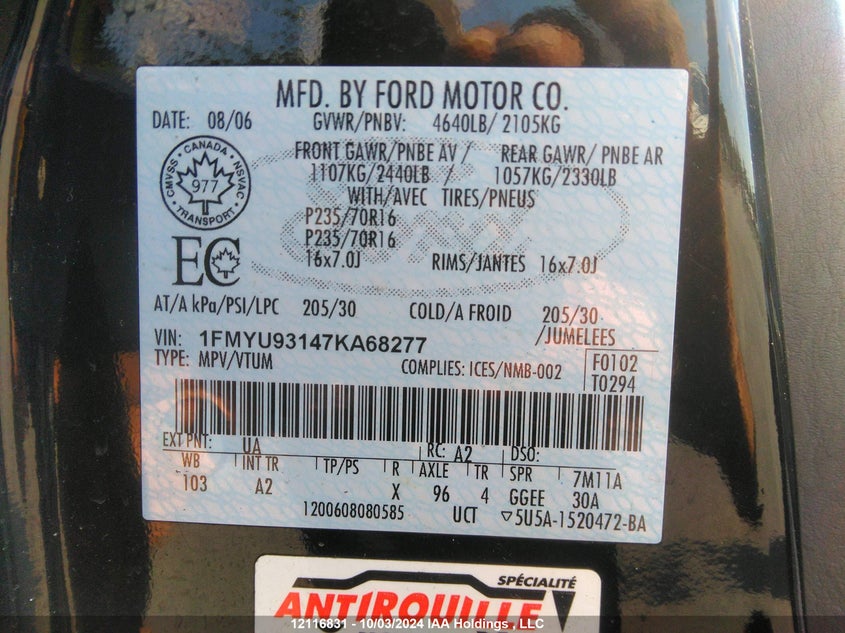 MFD. BY FORD MOTOR CO.
DATE: 08/06 GVWR/PNBV: 4640LB/ 2105KG
FRONT GAWR/PNBE AV / REAR GAWR/ PNBE AR
1107KG/2440LB / 1057KG/2330LB
WITH/AVEC TIRES/PNEUS
CANADA
CMVSS 977 NSVAC
TRANSPORT
P235/70R16
P235/70R16
EC
16x7.0J RIMS/JANTES 16x7.0J
AT/A kPa/PSI/LPC 205/30 COLD/A FROID 205/30
VIN: 1FMYU93147KA68277 /JUMELEES
TYPE: MPV/VTUM COMPLIES: ICES/NMB-002 F0102
T0294
EXT PNT: UA RC: A2 DSO:
WB INT TR TP/PS R AXLE TR SPR 7M11A
103 A2 X 96 4 GGEE 30A
1200608080585 UCT ▽5U5A-1520472-BA
SPÉCIALITÉ
ANTIROUILLE
12116831 - 10/03/2024 IAA Holdings , LLC